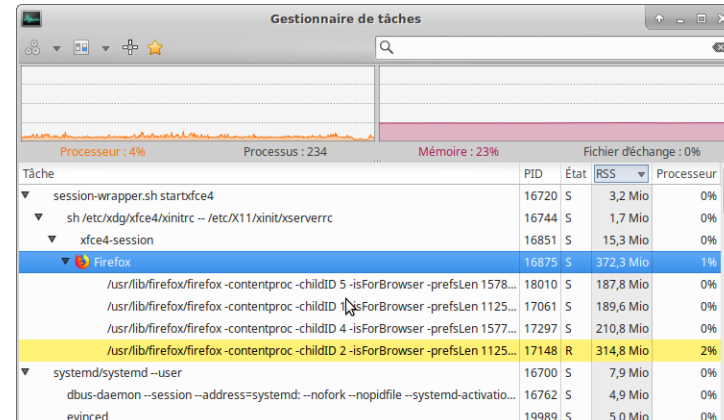 Gestionnaire de tâches
Processeur : 4% Processus : 234 Mémoire : 23% Fichier d'échange : 0%
Tâche PID État RSS Processeur
session-wrapper.sh startxfce4 16720 S 3,2 Mio 0%
sh /etc/xdg/xfce4/xinitrc -- /etc/X11/xinit/xserverrc 16744 S 1,7 Mio 0%
xfce4-session 16851 S 15,3 Mio 0%
Firefox 16875 S 372,3 Mio 1%
/usr/lib/firefox/firefox -contentproc -childID 5 -isForBrowser -prefsLen 1578... 18010 S 187,8 Mio 0%
/usr/lib/firefox/firefox -contentproc -childID 1 -isForBrowser -prefsLen 1125... 17061 S 189,6 Mio 0%
/usr/lib/firefox/firefox -contentproc -childID 4 -isForBrowser -prefsLen 1577... 17297 S 210,8 Mio 0%
/usr/lib/firefox/firefox -contentproc -childID 2 -isForBrowser -prefsLen 1125... 17148 R 314,8 Mio 2%
systemd/systemd --user 16700 S 7,9 Mio 0%
dbus-daemon --session --address=systemd: --nofork --nopidfile --systemd-activatio... 16762 S 4,9 Mio 0%
evinced 19989 S 5,0 Mio 0%